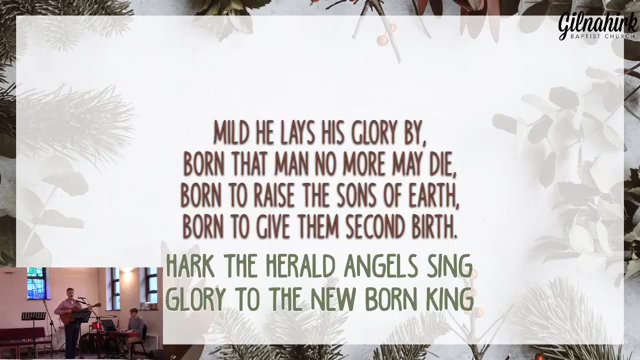 Gilnahirk
BAPTIST CHURCH
MILD HE LAYS HIS GLORY BY,
BORN THAT MAN NO MORE MAY DIE,
BORN TO RAISE THE SONS OF EARTH,
BORN TO GIVE THEM SECOND BIRTH.
HARK THE HERALD ANGELS SING
GLORY TO THE NEW BORN KING